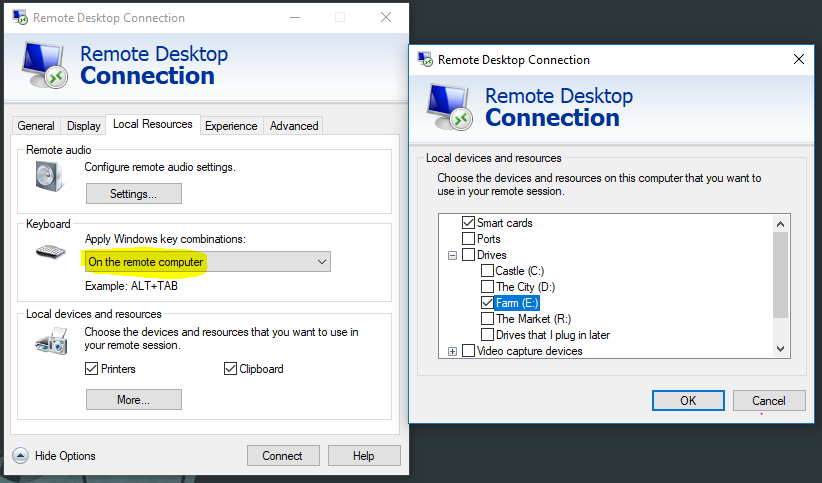 Remote Desktop Connection
Remote Desktop
Connection
General Display Local Resources Experience Advanced
Remote audio
Configure remote audio settings.
Settings...
Keyboard
Apply Windows key combinations:
On the remote computer
Example: ALT+TAB
Local devices and resources
Choose the devices and resources that you want to use in
your remote session.
Printers Clipboard
More...
Hide Options Connect Help
Remote Desktop Connection
Remote Desktop
Connection
Local devices and resources
Choose the devices and resources on this computer that you want to
use in your remote session.
Smart cards
Ports
Drives
Castle (C:)
The City (D:)
Farm (E:)
The Market (R:)
Drives that I plug in later
Video capture devices
OK Cancel